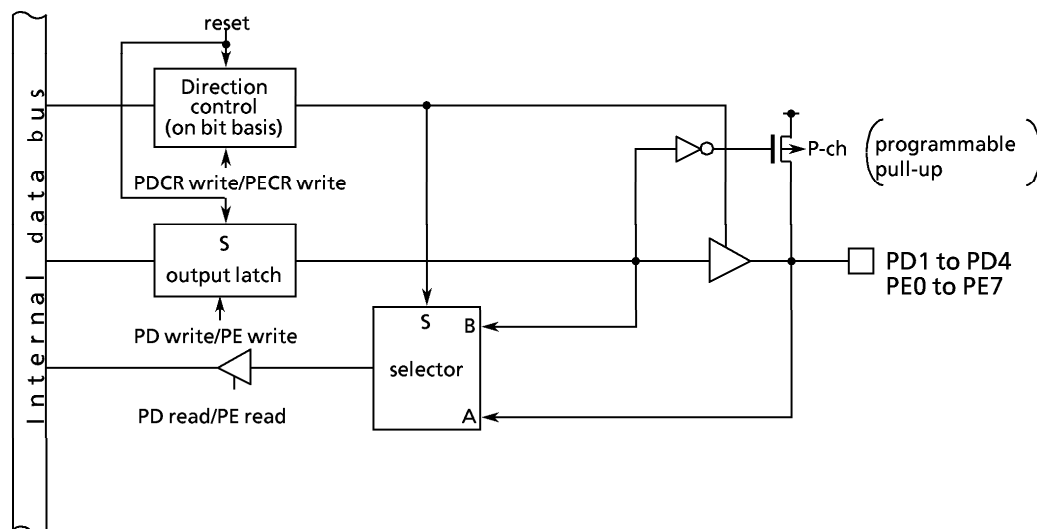 reset
Direction
control
(on bit basis)
PDCR write/PECR write
Internal data bus
S
output latch
PD write/PE write
PD read/PE read
S
B
selector
A
P-ch
(programmable
pull-up)
PD1 to PD4
PE0 to PE7